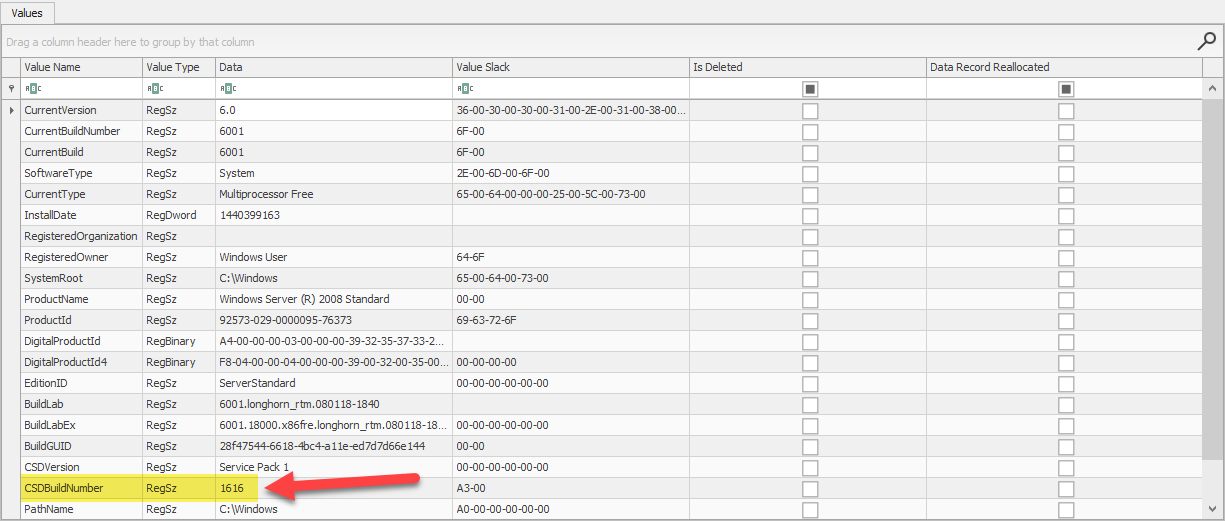 Values
Drag a column header here to group by that column
Value Name Value Type Data Value Slack Is Deleted Data Record Reallocated
CurrentVersion RegSz 6.0 36-00-30-00-30-00-31-00-2E-00-31-00-38-00...
CurrentBuildNumber RegSz 6001 6F-00
CurrentBuild RegSz 6001 6F-00
SoftwareType RegSz System 2E-00-6D-00-6F-00
CurrentType RegSz Multiprocessor Free 65-00-64-00-00-00-25-00-5C-00-73-00
InstallDate RegDword 1440399163
RegisteredOrganization RegSz
RegisteredOwner RegSz Windows User 64-6F
SystemRoot RegSz C:\Windows 65-00-64-00-73-00
ProductName RegSz Windows Server (R) 2008 Standard 00-00
ProductId RegSz 92573-029-0000095-76373 69-63-72-6F
DigitalProductId RegBinary A4-00-00-00-03-00-00-00-39-32-35-37-33-2...
DigitalProductId4 RegBinary F8-04-00-00-04-00-00-00-39-00-32-00-35-00... 00-00-00-00
EditionID RegSz ServerStandard 00-00-00-00-00-00
BuildLab RegSz 6001.longhorn_rtm.080118-1840
BuildLabEx RegSz 6001.18000.x86fre.longhorn_rtm.080118-18... 00-00-00-00-00-00
BuildGUID RegSz 28f47544-6618-4bc4-a11e-ed7d7d66e144 00-00
CSDVersion RegSz Service Pack 1 00-00-00-00-00-00
CSDBuildNumber RegSz 1616 A3-00
PathName RegSz C:\Windows A0-00-00-00-00-00